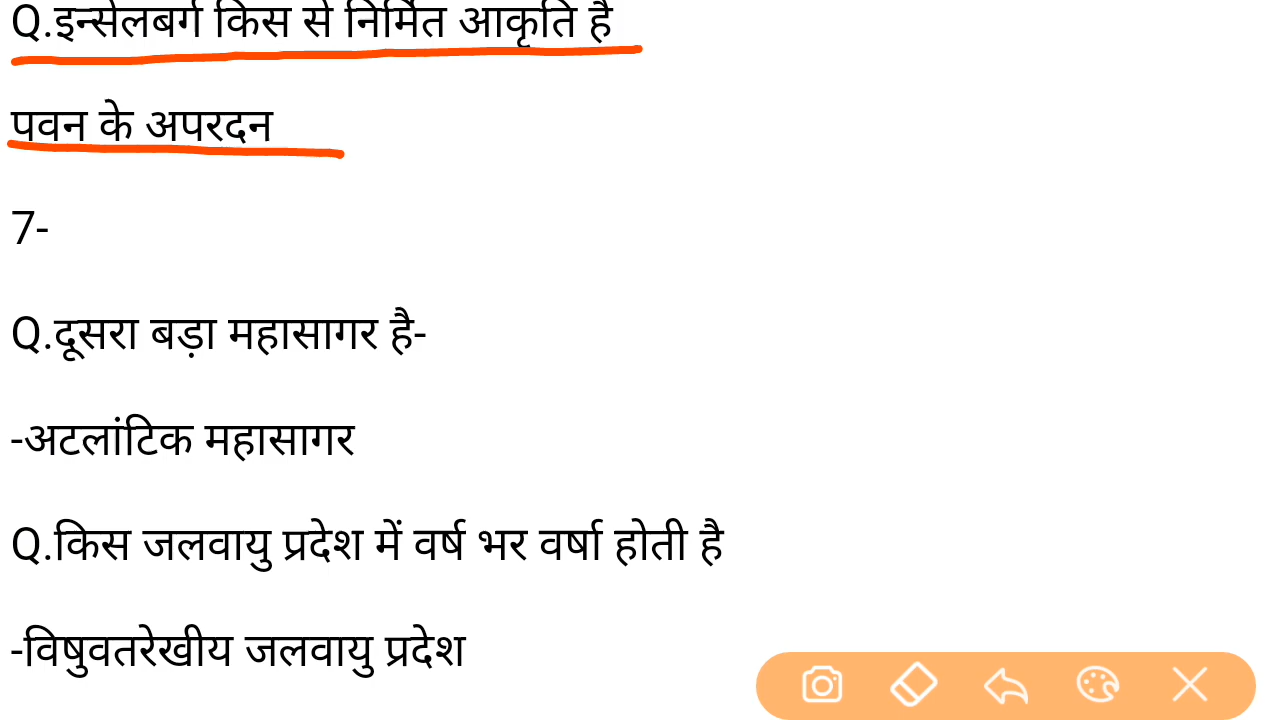 Q.इन्सेलबर्ग किस से निर्मित आकृति है
पवन के अपरदन
7-
Q.दूसरा बड़ा महासागर है-
-अटलांटिक महासागर
Q.किस जलवायु प्रदेश में वर्ष भर वर्षा होती है
-विषुवतरेखीय जलवायु प्रदेश